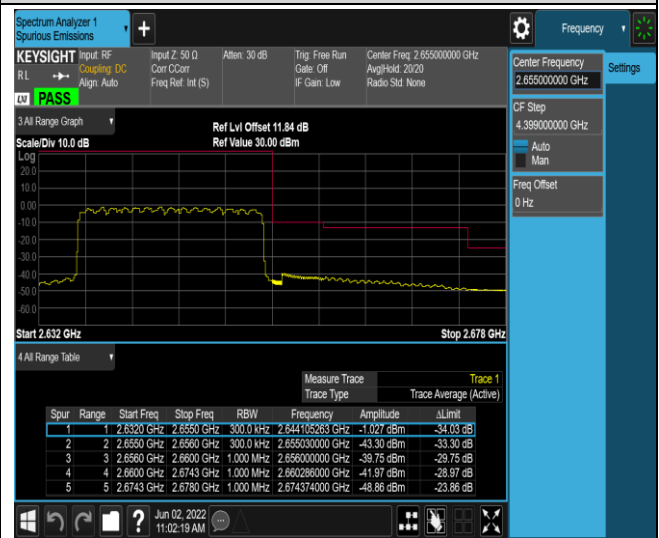 Spectrum Analyzer 1
Spurious Emissions
+
Frequency
KEYSIGHT Input: RF Input Z: 50 Ω Atten: 30 dB Trig: Free Run Center Freq: 2.655000000 GHz
RL Coupling: DC Corr CCorr Gate: Off Avg|Hold: 20/20
Align: Auto Freq Ref: Int (S) IF Gain: Low Radio Std: None
LXI PASS
Center Frequency
2.655000000 GHz
Settings
CF Step
4.399000000 GHz
Auto
Man
Freq Offset
0 Hz
3 All Range Graph
Ref Lvl Offset 11.84 dB
Scale/Div 10.0 dB Ref Value 30.00 dBm
Log
20.0
10.0
0.00
-10.0
-20.0
-30.0
-40.0
-50.0
-60.0
Start 2.632 GHz Stop 2.678 GHz
4 All Range Table
Measure Trace Trace 1
Trace Type Trace Average (Active)
Spur Range Start Freq Stop Freq RBW Frequency Amplitude ΔLimit
1 1 2.6320 GHz 2.6550 GHz 300.0 kHz 2.644105263 GHz -1.027 dBm -34.03 dB
2 2 2.6550 GHz 2.6560 GHz 300.0 kHz 2.655030000 GHz -43.30 dBm -33.30 dB
3 3 2.6560 GHz 2.6600 GHz 1.000 MHz 2.656000000 GHz -39.75 dBm -29.75 dB
4 4 2.6600 GHz 2.6743 GHz 1.000 MHz 2.660286000 GHz -41.97 dBm -28.97 dB
5 5 2.6743 GHz 2.6780 GHz 1.000 MHz 2.674374000 GHz -48.86 dBm -23.86 dB
? Jun 02, 2022
11:02:19 AM